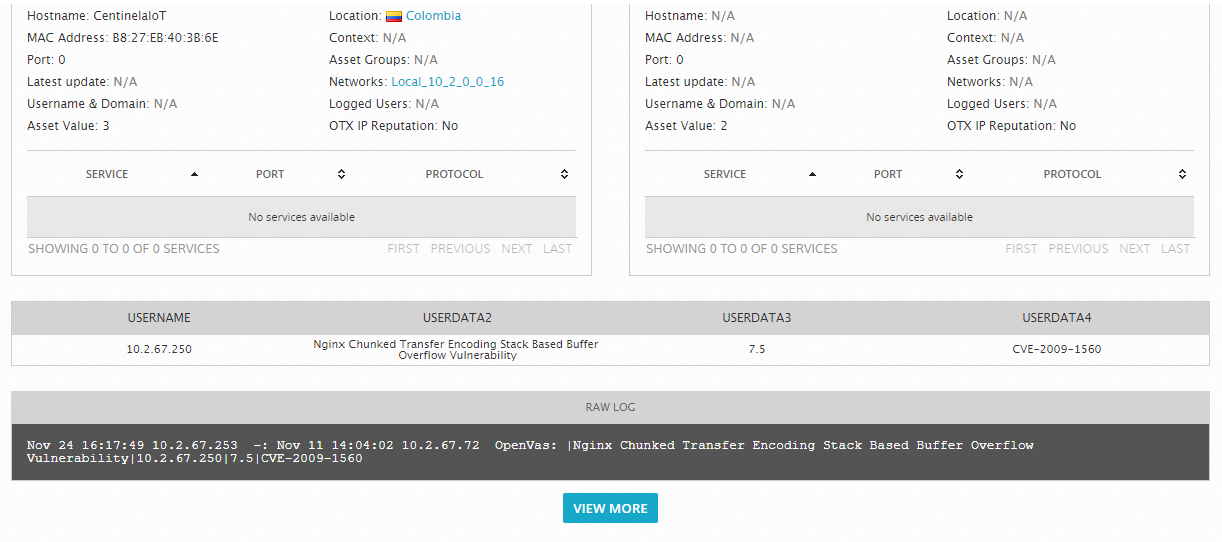 Hostname: CentinelaIoT
Location: Colombia
MAC Address: B8:27:EB:40:3B:6E
Context: N/A
Port: 0
Asset Groups: N/A
Latest update: N/A
Networks: Local_10_2_0_0_16
Username & Domain: N/A
Logged Users: N/A
Asset Value: 3
OTX IP Reputation: No
SERVICE PORT PROTOCOL
No services available
SHOWING 0 TO 0 OF 0 SERVICES
FIRST PREVIOUS NEXT LAST
Hostname: N/A
Location: N/A
MAC Address: N/A
Context: N/A
Port: 0
Asset Groups: N/A
Latest update: N/A
Networks: N/A
Username & Domain: N/A
Logged Users: N/A
Asset Value: 2
OTX IP Reputation: No
SERVICE PORT PROTOCOL
No services available
SHOWING 0 TO 0 OF 0 SERVICES
FIRST PREVIOUS NEXT LAST
USERNAME USERDATA2 USERDATA3 USERDATA4
10.2.67.250
Nginx Chunked Transfer Encoding Stack Based Buffer
Overflow Vulnerability
7.5
CVE-2009-1560
RAW LOG
Nov 24 16:17:49 10.2.67.253 -: Nov 11 14:04:02 10.2.67.72 OpenVas: |Nginx Chunked Transfer Encoding Stack Based Buffer Overflow
Vulnerability|10.2.67.250|7.5|CVE-2009-1560
VIEW MORE